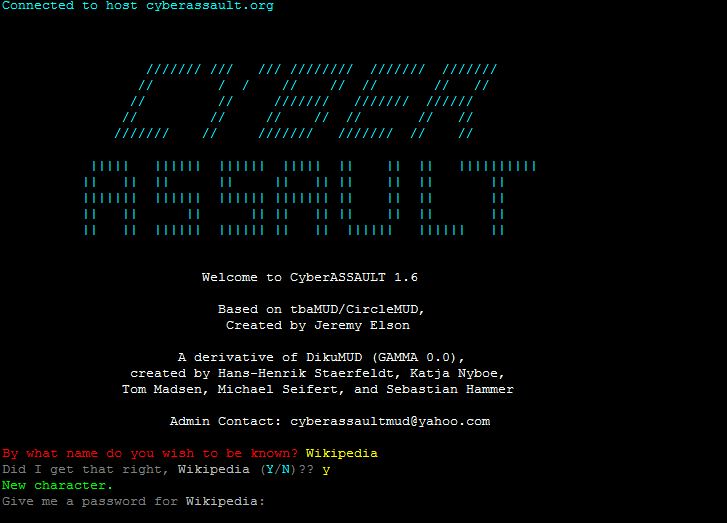 Connected to host cyberassault.org
CYBER
ASSAULT
Welcome to CyberASSAULT 1.6
Based on tbaMUD/CircleMUD,
Created by Jeremy Elson
A derivative of DikuMUD (GAMMA 0.0),
created by Hans-Henrik Staerfeldt, Katja Nyboe,
Tom Madsen, Michael Seifert, and Sebastian Hammer
Admin Contact: cyberassaultmud@yahoo.com
By what name do you wish to be known? Wikipedia
Did I get that right, Wikipedia (Y/N)?? y
New character.
Give me a password for Wikipedia: